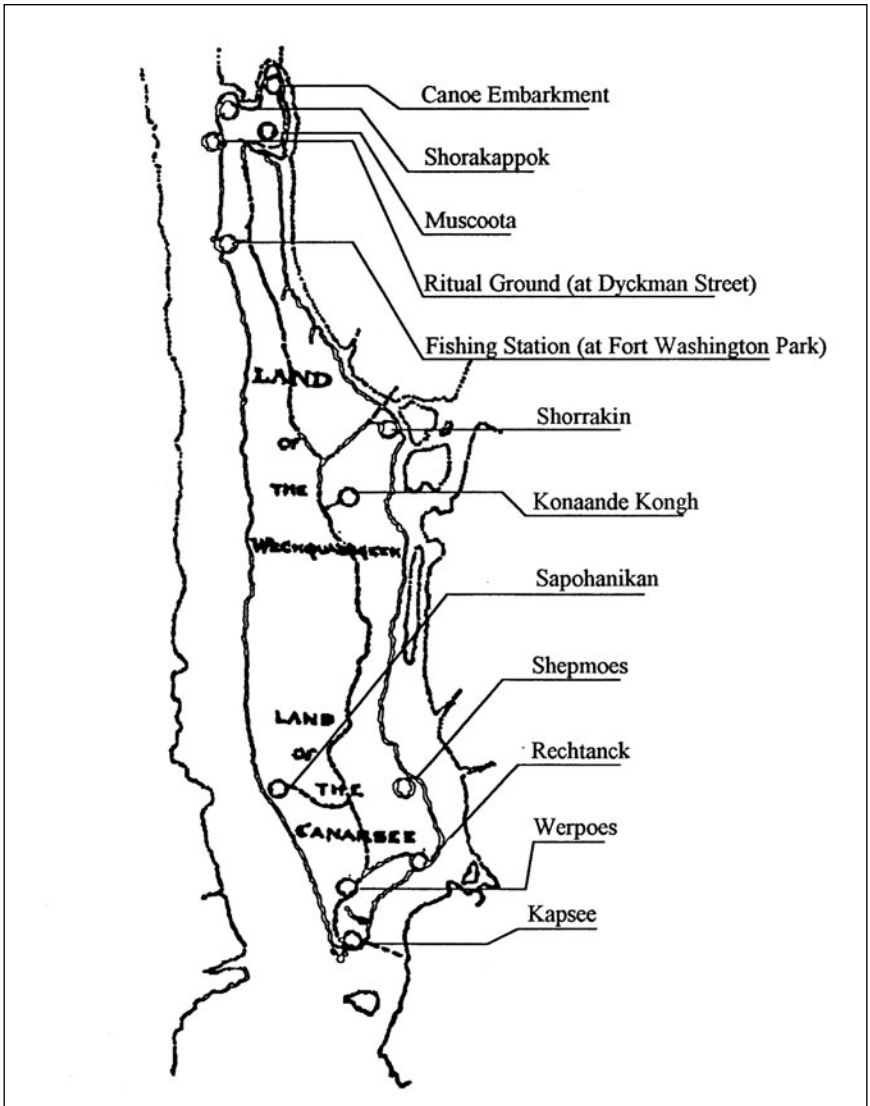 Canoe Embarkment
Shorakappok
Muscoota
Ritual Ground (at Dyckman Street)
Fishing Station (at Fort Washington Park)
LAND
OF
THE
WECKQUAESGEEK
Shorrakin
Konaande Kongh
Sapohanikan
Shepmoes
LAND
OF
THE
CANARSEE
Rechtanck
Werpoes
Kapsee